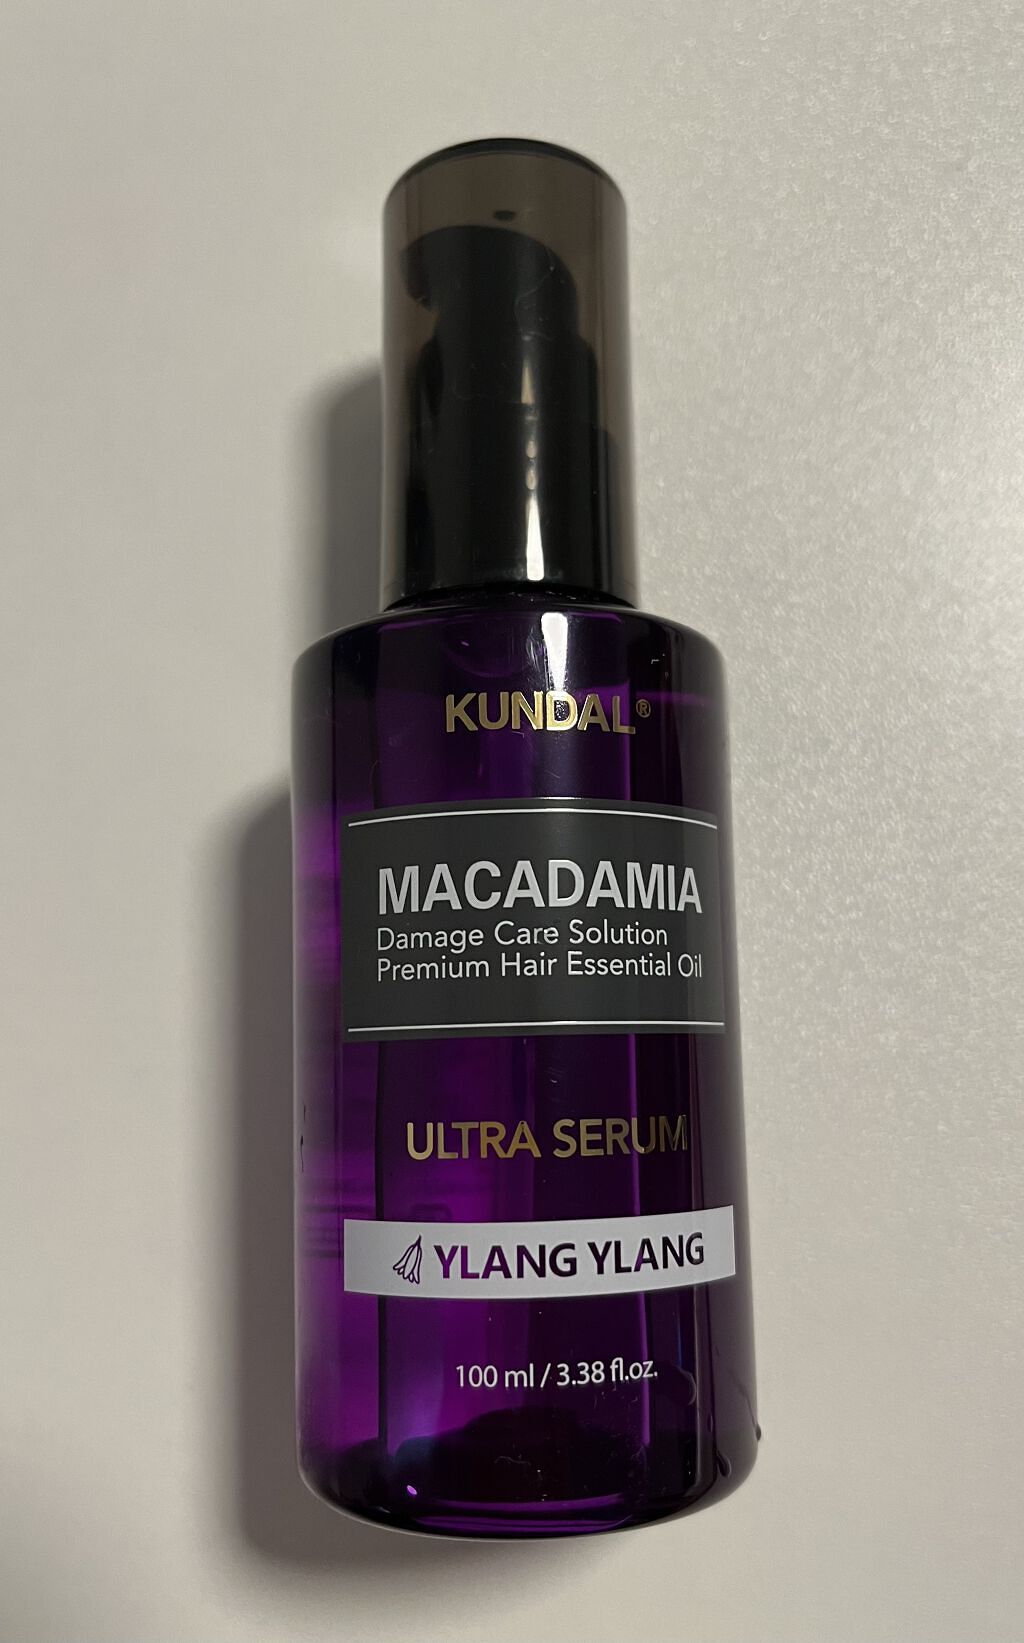 KUNDAL®
MACADAMIA
Damage Care Solution
Premium Hair Essential Oil
ULTRA SERUM
YLANG YLANG
100 ml / 3.38 fl.oz.